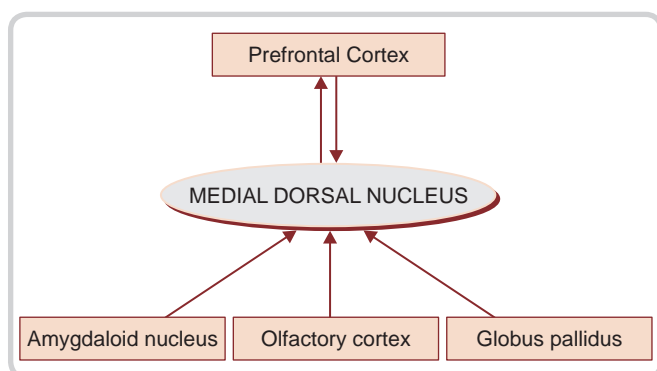 Prefrontal Cortex
MEDIAL DORSAL NUCLEUS
Amygdaloid nucleus
Olfactory cortex
Globus pallidus